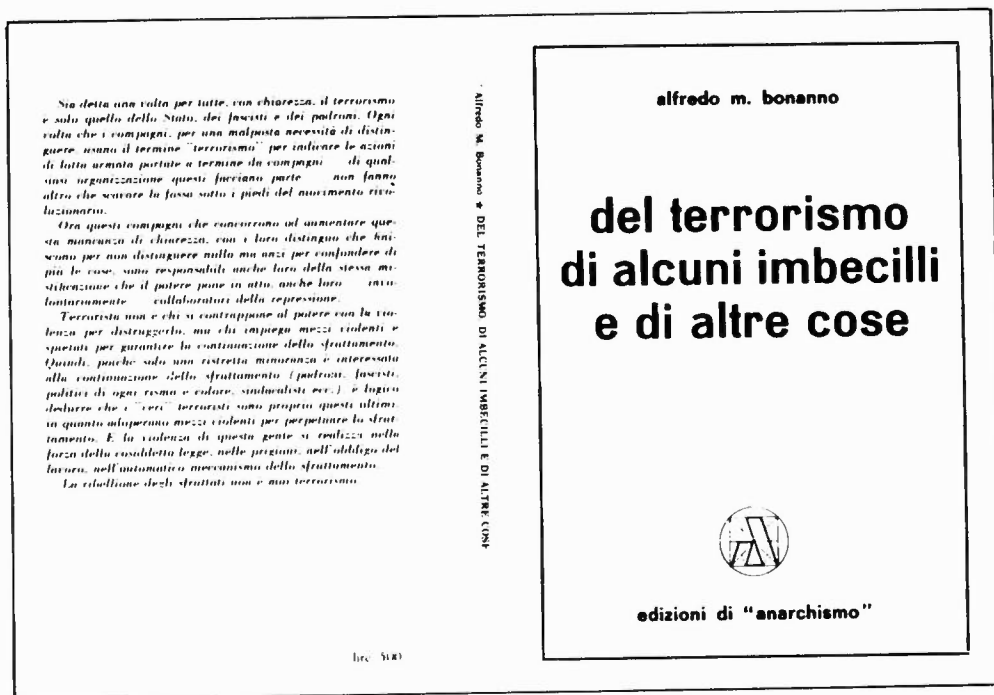 Sia detta una volta per tutte, con chiarezza, il terrorismo
è solo quello dello Stato, dei fascisti e dei padroni. Ogni
volta che i compagni, per una malposta necessità di distin-
guere, usano il termine "terrorismo" per indicare le azioni
di lotta armata portate a termine da compagni di qual-
siasi organizzazione questi facciano parte non fanno
altro che scavare la fossa sotto i piedi del movimento rivo-
luzionario.
Ora questi compagni che concorrono ad aumentare que-
sta mancanza di chiarezza, con i loro distinguo che fini-
scono per non distinguere nulla ma anzi per confondere di
più le cose, sono responsabili anche loro della stessa mi-
stificazione che il potere pone in atto, anche loro invo-
lontariamente collaboratori della repressione.
Terrorista non è chi si contrappone al potere con la vio-
lenza per distruggerlo, ma chi impiega mezzi violenti e
spietati per garantire la continuazione dello sfruttamento.
Quindi, poiché solo una ristretta minoranza è interessata
alla continuazione dello sfruttamento (padroni, fascisti,
politici di ogni risma e colore, sindacalisti ecc.), è logico
dedurre che i "veri" terroristi sono proprio questi ultimi,
in quanto adoperano mezzi violenti per perpetuare lo sfrut-
tamento. E la violenza di questa gente si realizza nella
forza della cosiddetta legge, nelle prigioni, nell'obbligo del
lavoro, nell'automatico meccanismo dello sfruttamento.
La ribellione degli sfruttati non è mai terrorismo
lire 500
Alfredo M. Bonanno ★ DEL TERRORISMO DI ALCUNI IMBECILLI E DI ALTRE COSE
alfredo m. bonanno
del terrorismo
di alcuni imbecilli
e di altre cose
edizioni di "anarchismo"